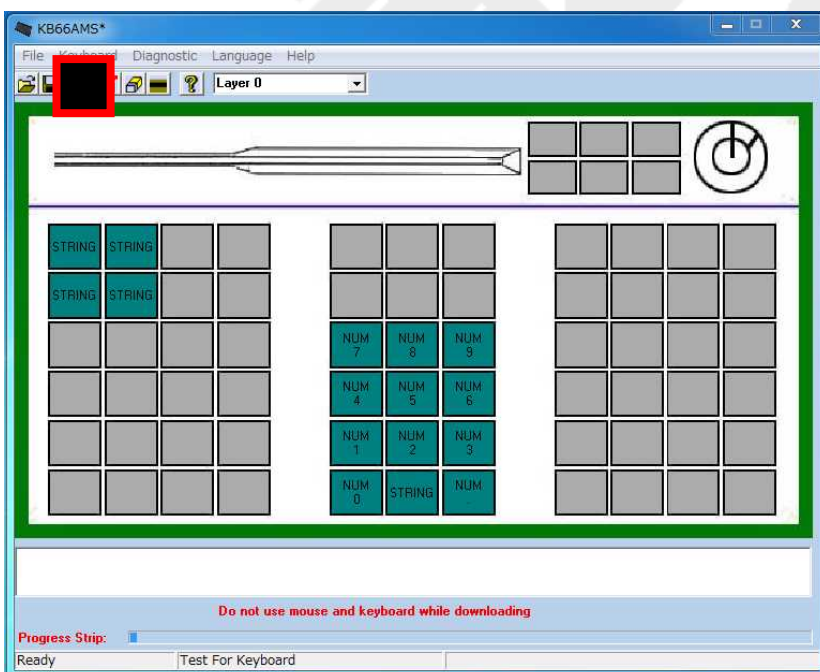 KB66AMS*
File Keyboard Diagnostic Language Help
Layer 0
STRING STRING
STRING STRING
NUM 7 NUM 8 NUM 9
NUM 4 NUM 5 NUM 6
NUM 1 NUM 2 NUM 3
NUM 0 STRING NUM .
Do not use mouse and keyboard while downloading
Progress Strip:
Ready Test For Keyboard